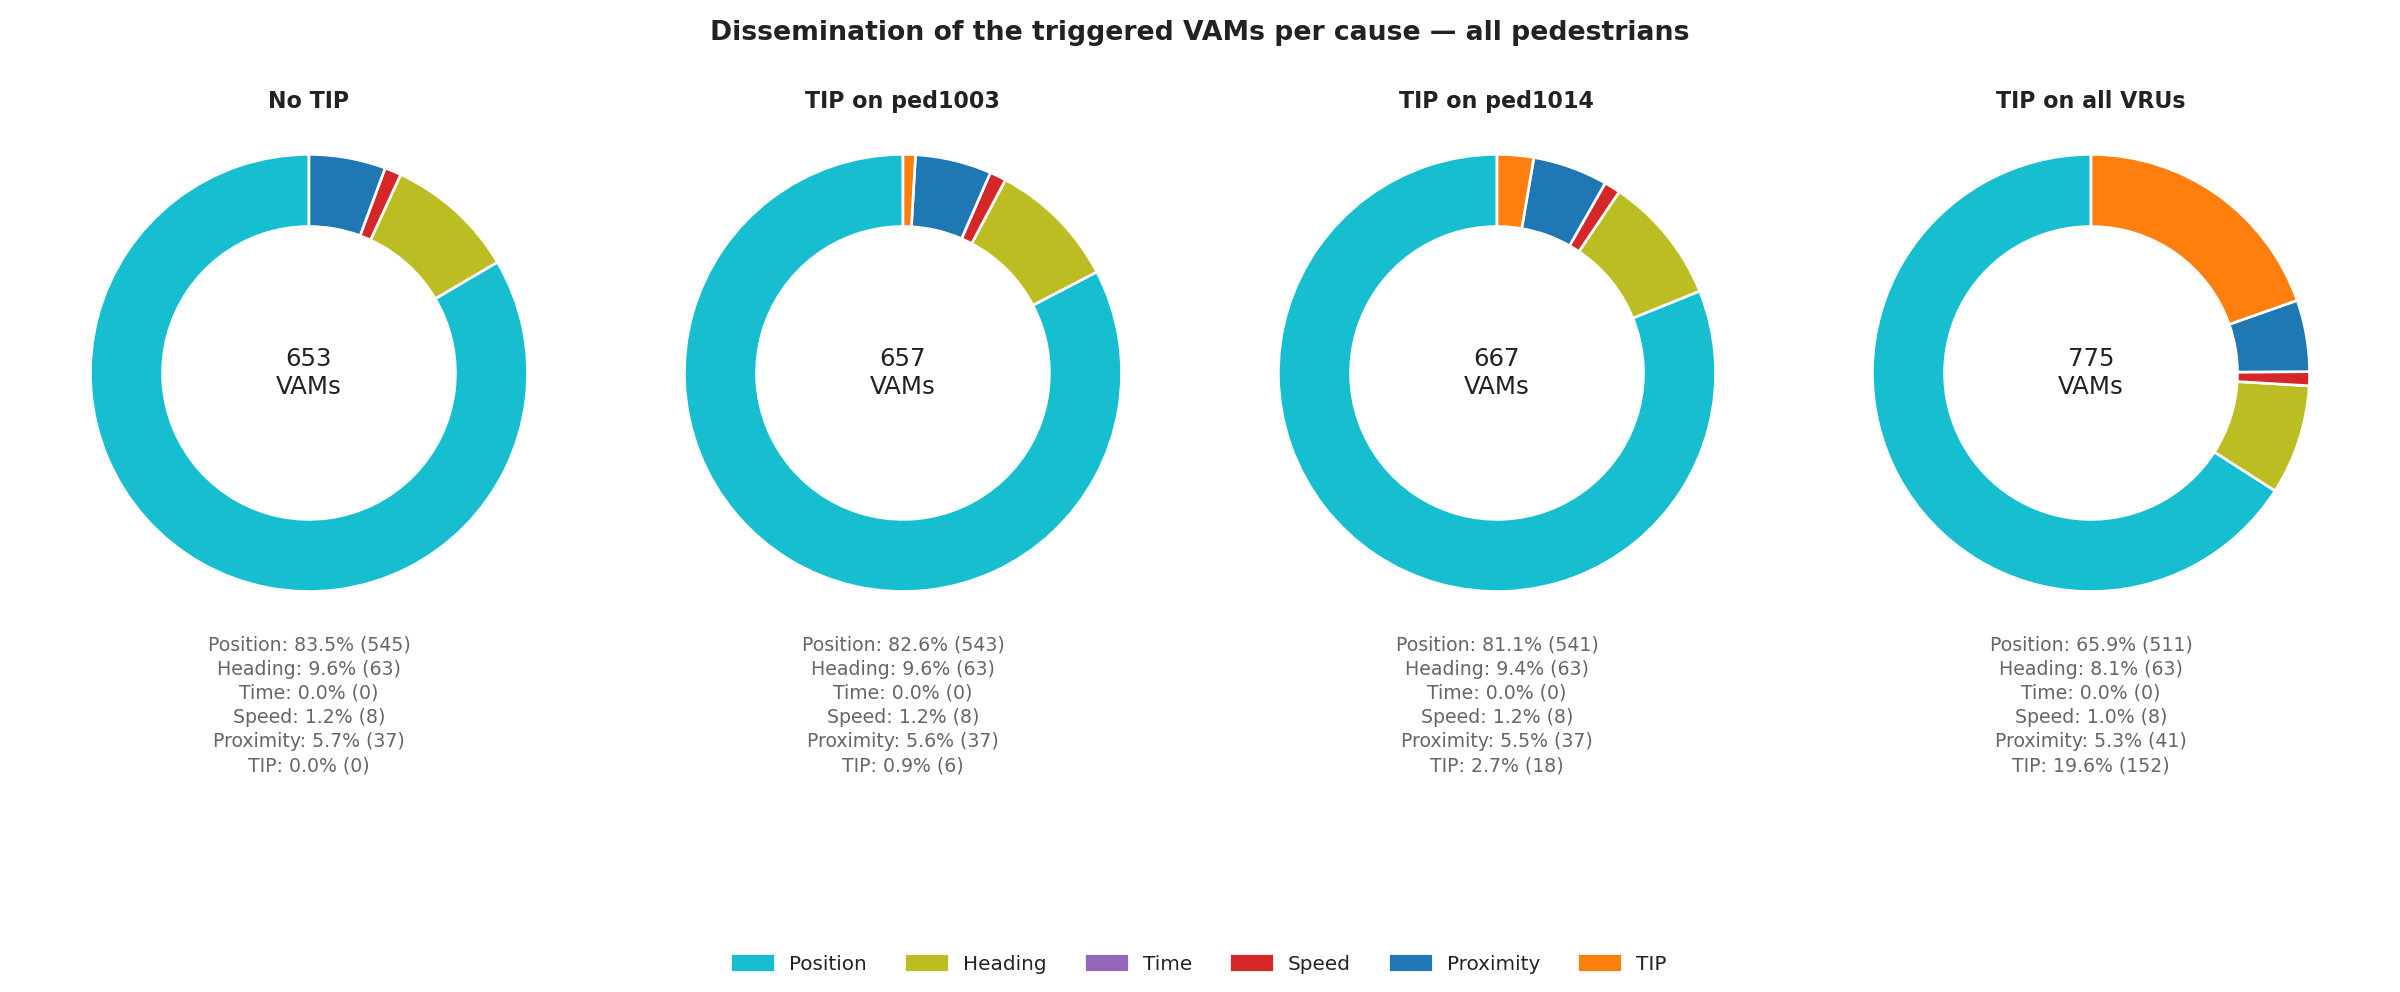 Dissemination of the triggered VAMs per cause — all pedestrians
No TIP
653
VAMs
Position: 83.5% (545)
Heading: 9.6% (63)
Time: 0.0% (0)
Speed: 1.2% (8)
Proximity: 5.7% (37)
TIP: 0.0% (0)
TIP on ped1003
657
VAMs
Position: 82.6% (543)
Heading: 9.6% (63)
Time: 0.0% (0)
Speed: 1.2% (8)
Proximity: 5.6% (37)
TIP: 0.9% (6)
TIP on ped1014
667
VAMs
Position: 81.1% (541)
Heading: 9.4% (63)
Time: 0.0% (0)
Speed: 1.2% (8)
Proximity: 5.5% (37)
TIP: 2.7% (18)
TIP on all VRUs
775
VAMs
Position: 65.9% (511)
Heading: 8.1% (63)
Time: 0.0% (0)
Speed: 1.0% (8)
Proximity: 5.3% (41)
TIP: 19.6% (152)
Position
Heading
Time
Speed
Proximity
TIP